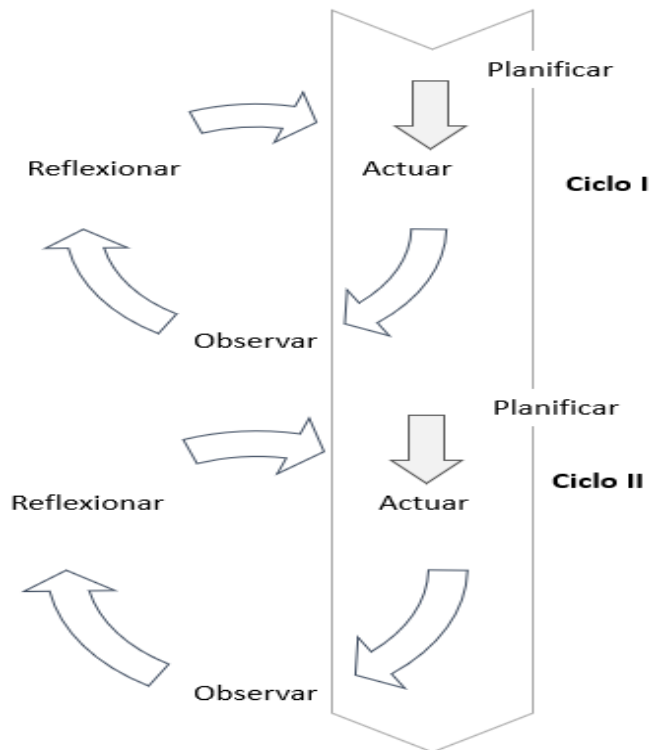 Planificar
Reflexionar
Actuar
Ciclo I
Observar
Planificar
Ciclo II
Reflexionar
Actuar
Observar